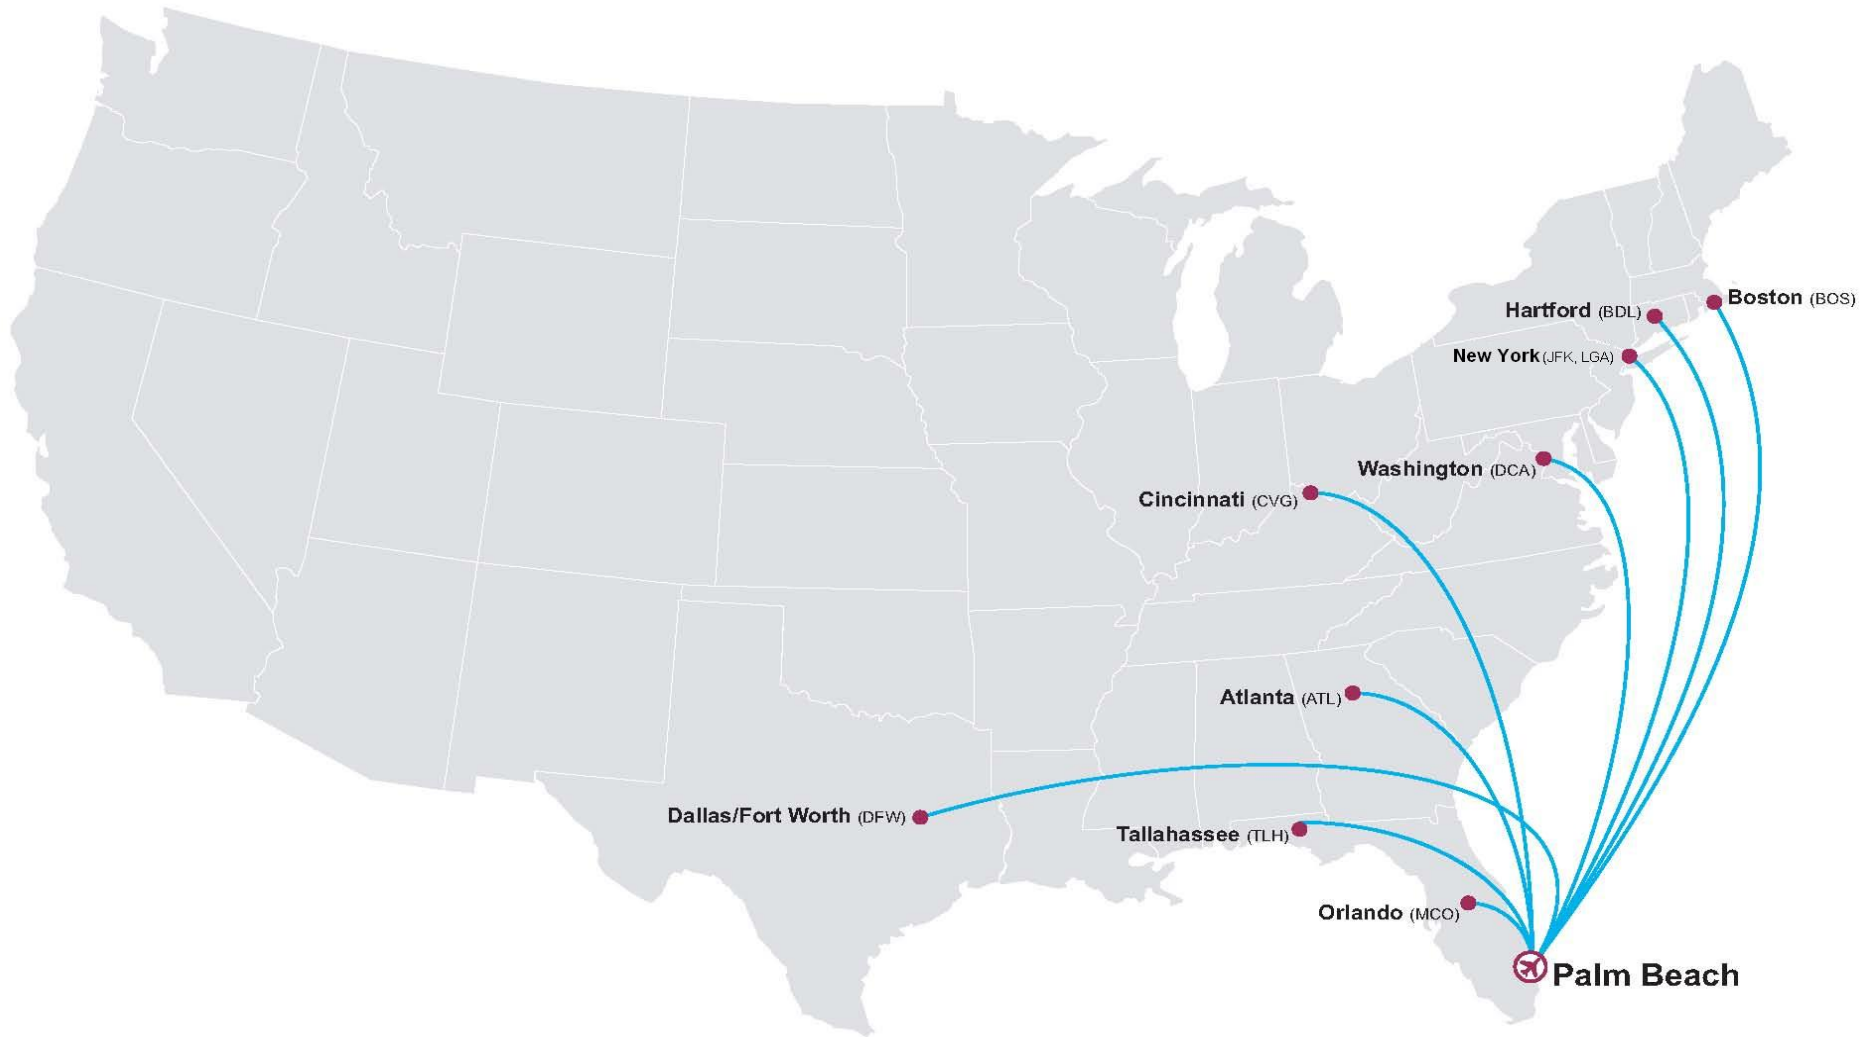 Boston (BOS)
Hartford (BDL)
New York (JFK, LGA)
Washington (DCA)
Cincinnati (CVG)
Atlanta (ATL)
Dallas/Fort Worth (DFW)
Tallahassee (TLH)
Orlando (MCO)
Palm Beach